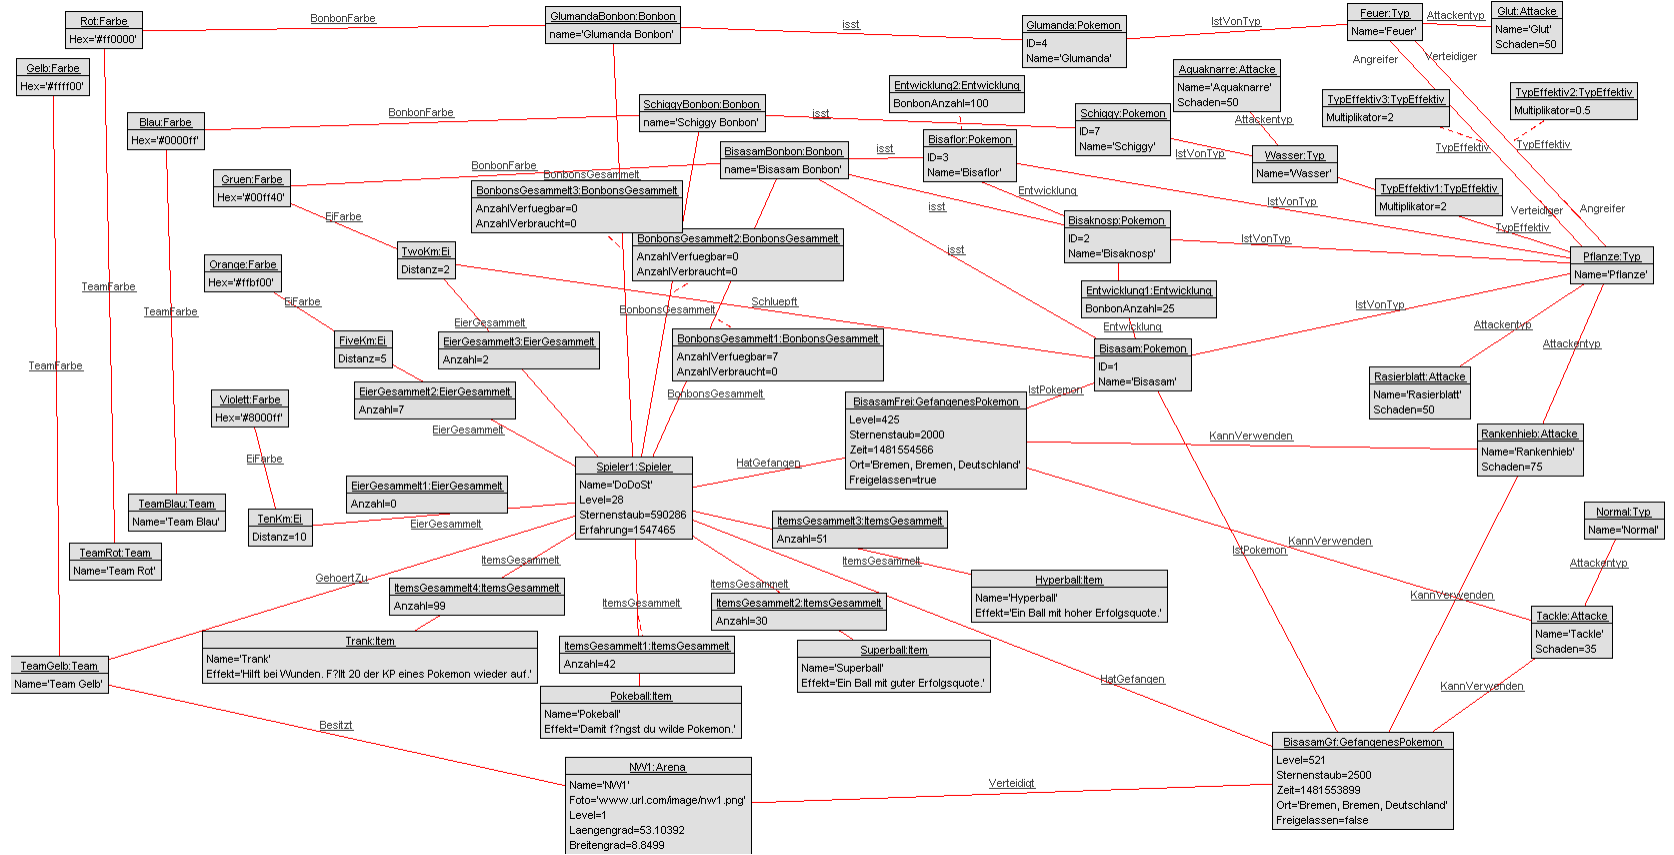 Rot:Farbe
Hex='#ff0000'
BonbonFarbe
GlumandaBonbon:Bonbon
name='Glumanda Bonbon'
isst
Glumanda:Pokemon
ID=4
Name='Glumanda'
IstVonTyp
Feuer:Typ
Name='Feuer'
Attackentyp
Glut:Attacke
Name='Glut'
Schaden=50
Gelb:Farbe
Hex='#ffff00'
Angreifer
Verteidiger
Blau:Farbe
Hex='#0000ff'
BonbonFarbe
SchiggyBonbon:Bonbon
name='Schiggy Bonbon'
isst
Entwicklung2:Entwicklung
BonbonAnzahl=100
Aquaknarre:Attacke
Name='Aquaknarre'
Schaden=50
Attackentyp
TypEffektiv3:TypEffektiv
Multiplikator=2
TypEffektiv2:TypEffektiv
Multiplikator=0.5
TypEffektiv
TypEffektiv
Schiggy:Pokemon
ID=7
Name='Schiggy'
IstVonTyp
Wasser:Typ
Name='Wasser'
TypEffektiv1:TypEffektiv
Multiplikator=2
Verteidiger
Angreifer
TypEffektiv
Gruen:Farbe
Hex='#00ff40'
BonbonFarbe
BisasamBonbon:Bonbon
name='Bisasam Bonbon'
isst
Bisaflor:Pokemon
ID=3
Name='Bisaflor'
IstVonTyp
Entwicklung
isst
BonbonsGesammelt
BonbonsGesammelt3:BonbonsGesammelt
AnzahlVerfuegbar=0
AnzahlVerbraucht=0
EiFarbe
Bisaknosp:Pokemon
ID=2
Name='Bisaknosp'
IstVonTyp
Pflanze:Typ
Name='Pflanze'
TwoKm:Ei
Distanz=2
BonbonsGesammelt2:BonbonsGesammelt
AnzahlVerfuegbar=0
AnzahlVerbraucht=0
isst
Orange:Farbe
Hex='#ffbf00'
EiFarbe
TeamFarbe
TeamFarbe
Schluepft
BonbonsGesammelt
Entwicklung1:Entwicklung
BonbonAnzahl=25
Entwicklung
IstVonTyp
Attackentyp
Attackentyp
EierGesammelt
FiveKm:Ei
Distanz=5
EierGesammelt3:EierGesammelt
Anzahl=2
BonbonsGesammelt1:BonbonsGesammelt
AnzahlVerfuegbar=7
AnzahlVerbraucht=0
BonbonsGesammelt
Bisasam:Pokemon
ID=1
Name='Bisasam'
IstPokemon
TeamFarbe
Rasierblatt:Attacke
Name='Rasierblatt'
Schaden=50
Violett:Farbe
Hex='#8000ff'
EierGesammelt2:EierGesammelt
Anzahl=7
EierGesammelt
BisasamFrei:GefangenesPokemon
Level=425
Sternenstaub=2000
Zeit=1481554566
Ort='Bremen, Bremen, Deutschland'
Freigelassen=true
KannVerwenden
Rankenhieb:Attacke
Name='Rankenhieb'
Schaden=75
EiFarbe
HatGefangen
Spieler1:Spieler
Name='DoDoSt'
Level=28
Sternenstaub=590286
Erfahrung=1547465
EierGesammelt1:EierGesammelt
Anzahl=0
EierGesammelt
TenKm:Ei
Distanz=10
TeamBlau:Team
Name='Team Blau'
TeamRot:Team
Name='Team Rot'
ItemsGesammelt3:ItemsGesammelt
Anzahl=51
ItemsGesammelt
Normal:Typ
Name='Normal'
Attackentyp
KannVerwenden
IstPokemon
GehoertZu
ItemsGesammelt
ItemsGesammelt4:ItemsGesammelt
Anzahl=99
ItemsGesammelt
ItemsGesammelt
ItemsGesammelt2:ItemsGesammelt
Anzahl=30
Hyperball:Item
Name='Hyperball'
Effekt='Ein Ball mit hoher Erfolgsquote.'
KannVerwenden
Tackle:Attacke
Name='Tackle'
Schaden=35
Trank:Item
Name='Trank'
Effekt='Hilft bei Wunden. F?llt 20 der KP eines Pokemon wieder auf.'
ItemsGesammelt1:ItemsGesammelt
Anzahl=42
Superball:Item
Name='Superball'
Effekt='Ein Ball mit guter Erfolgsquote.'
TeamGelb:Team
Name='Team Gelb'
Pokeball:Item
Name='Pokeball'
Effekt='Damit f?ngst du wilde Pokemon.'
HatGefangen
KannVerwenden
Besitzt
NW1:Arena
Name='NW1'
Foto='www.url.com/image/nw1.png'
Level=1
Laengengrad=53.10392
Breitengrad=8.8499
Verteidigt
BisasamGf:GefangenesPokemon
Level=521
Sternenstaub=2500
Zeit=1481553899
Ort='Bremen, Bremen, Deutschland'
Freigelassen=false